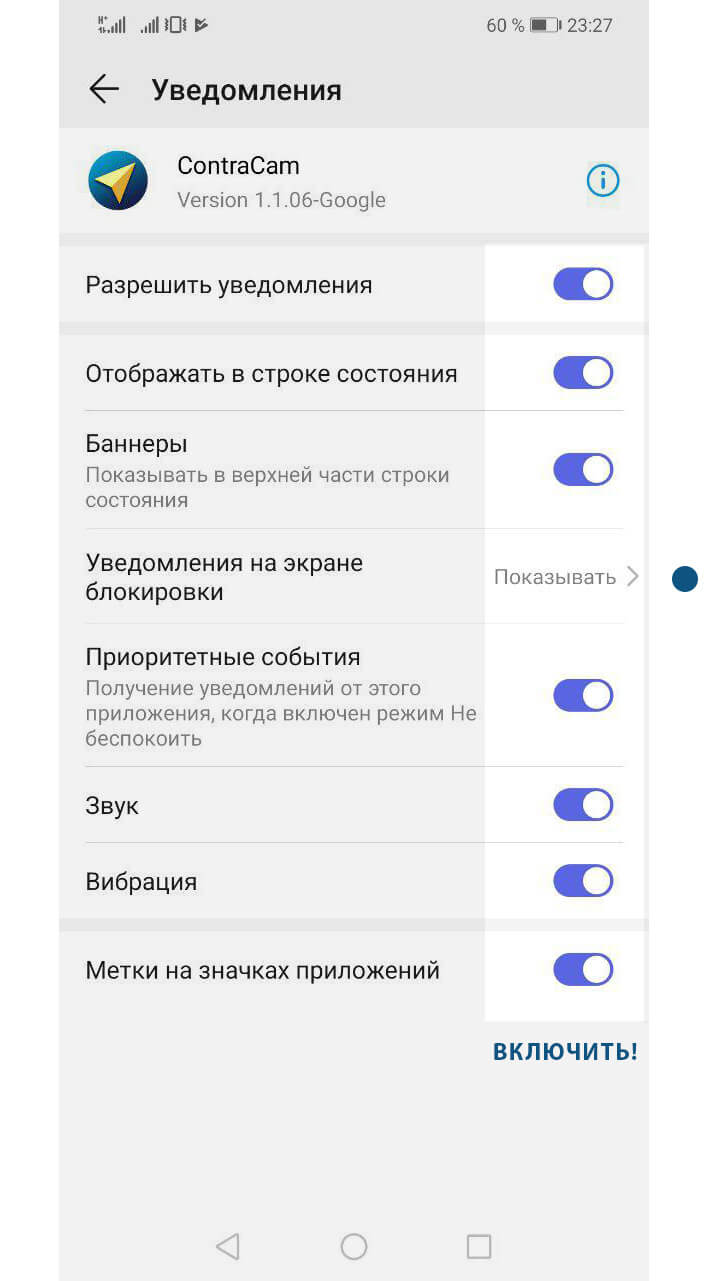 60 % 23:27
Уведомления
ContraCam
Version 1.1.06-Google
Разрешить уведомления
Отображать в строке состояния
Баннеры
Показывать в верхней части строки
состояния
Уведомления на экране
блокировки
Показывать
Приоритетные события
Получение уведомлений от этого
приложения, когда включен режим Не
беспокоить
Звук
Вибрация
Метки на значках приложений
ВКЛЮЧИТЬ!